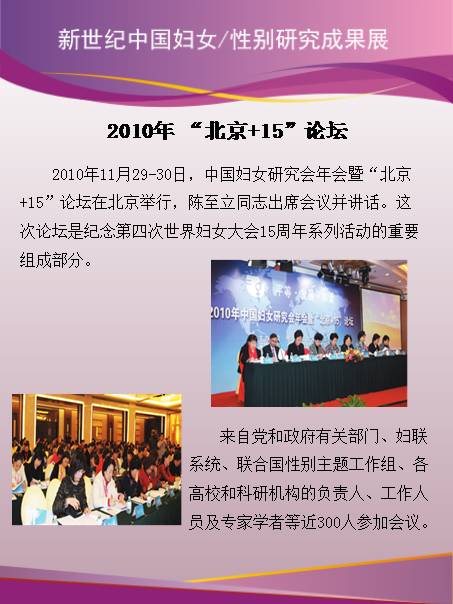 新世纪中国妇女/性别研究成果展
2010年 “北京+15”论坛
2010年11月29-30日，中国妇女研究会年会暨“北京
+15”论坛在北京举行，陈至立同志出席会议并讲话。这
次论坛是纪念第四次世界妇女大会15周年系列活动的重要
组成部分。
2010年中国妇女研究会年会暨“北京+15”论坛
来自党和政府有关部门、妇联
系统、联合国性别主题工作组、各
高校和科研机构的负责人、工作人
员及专家学者等近300人参加会议。